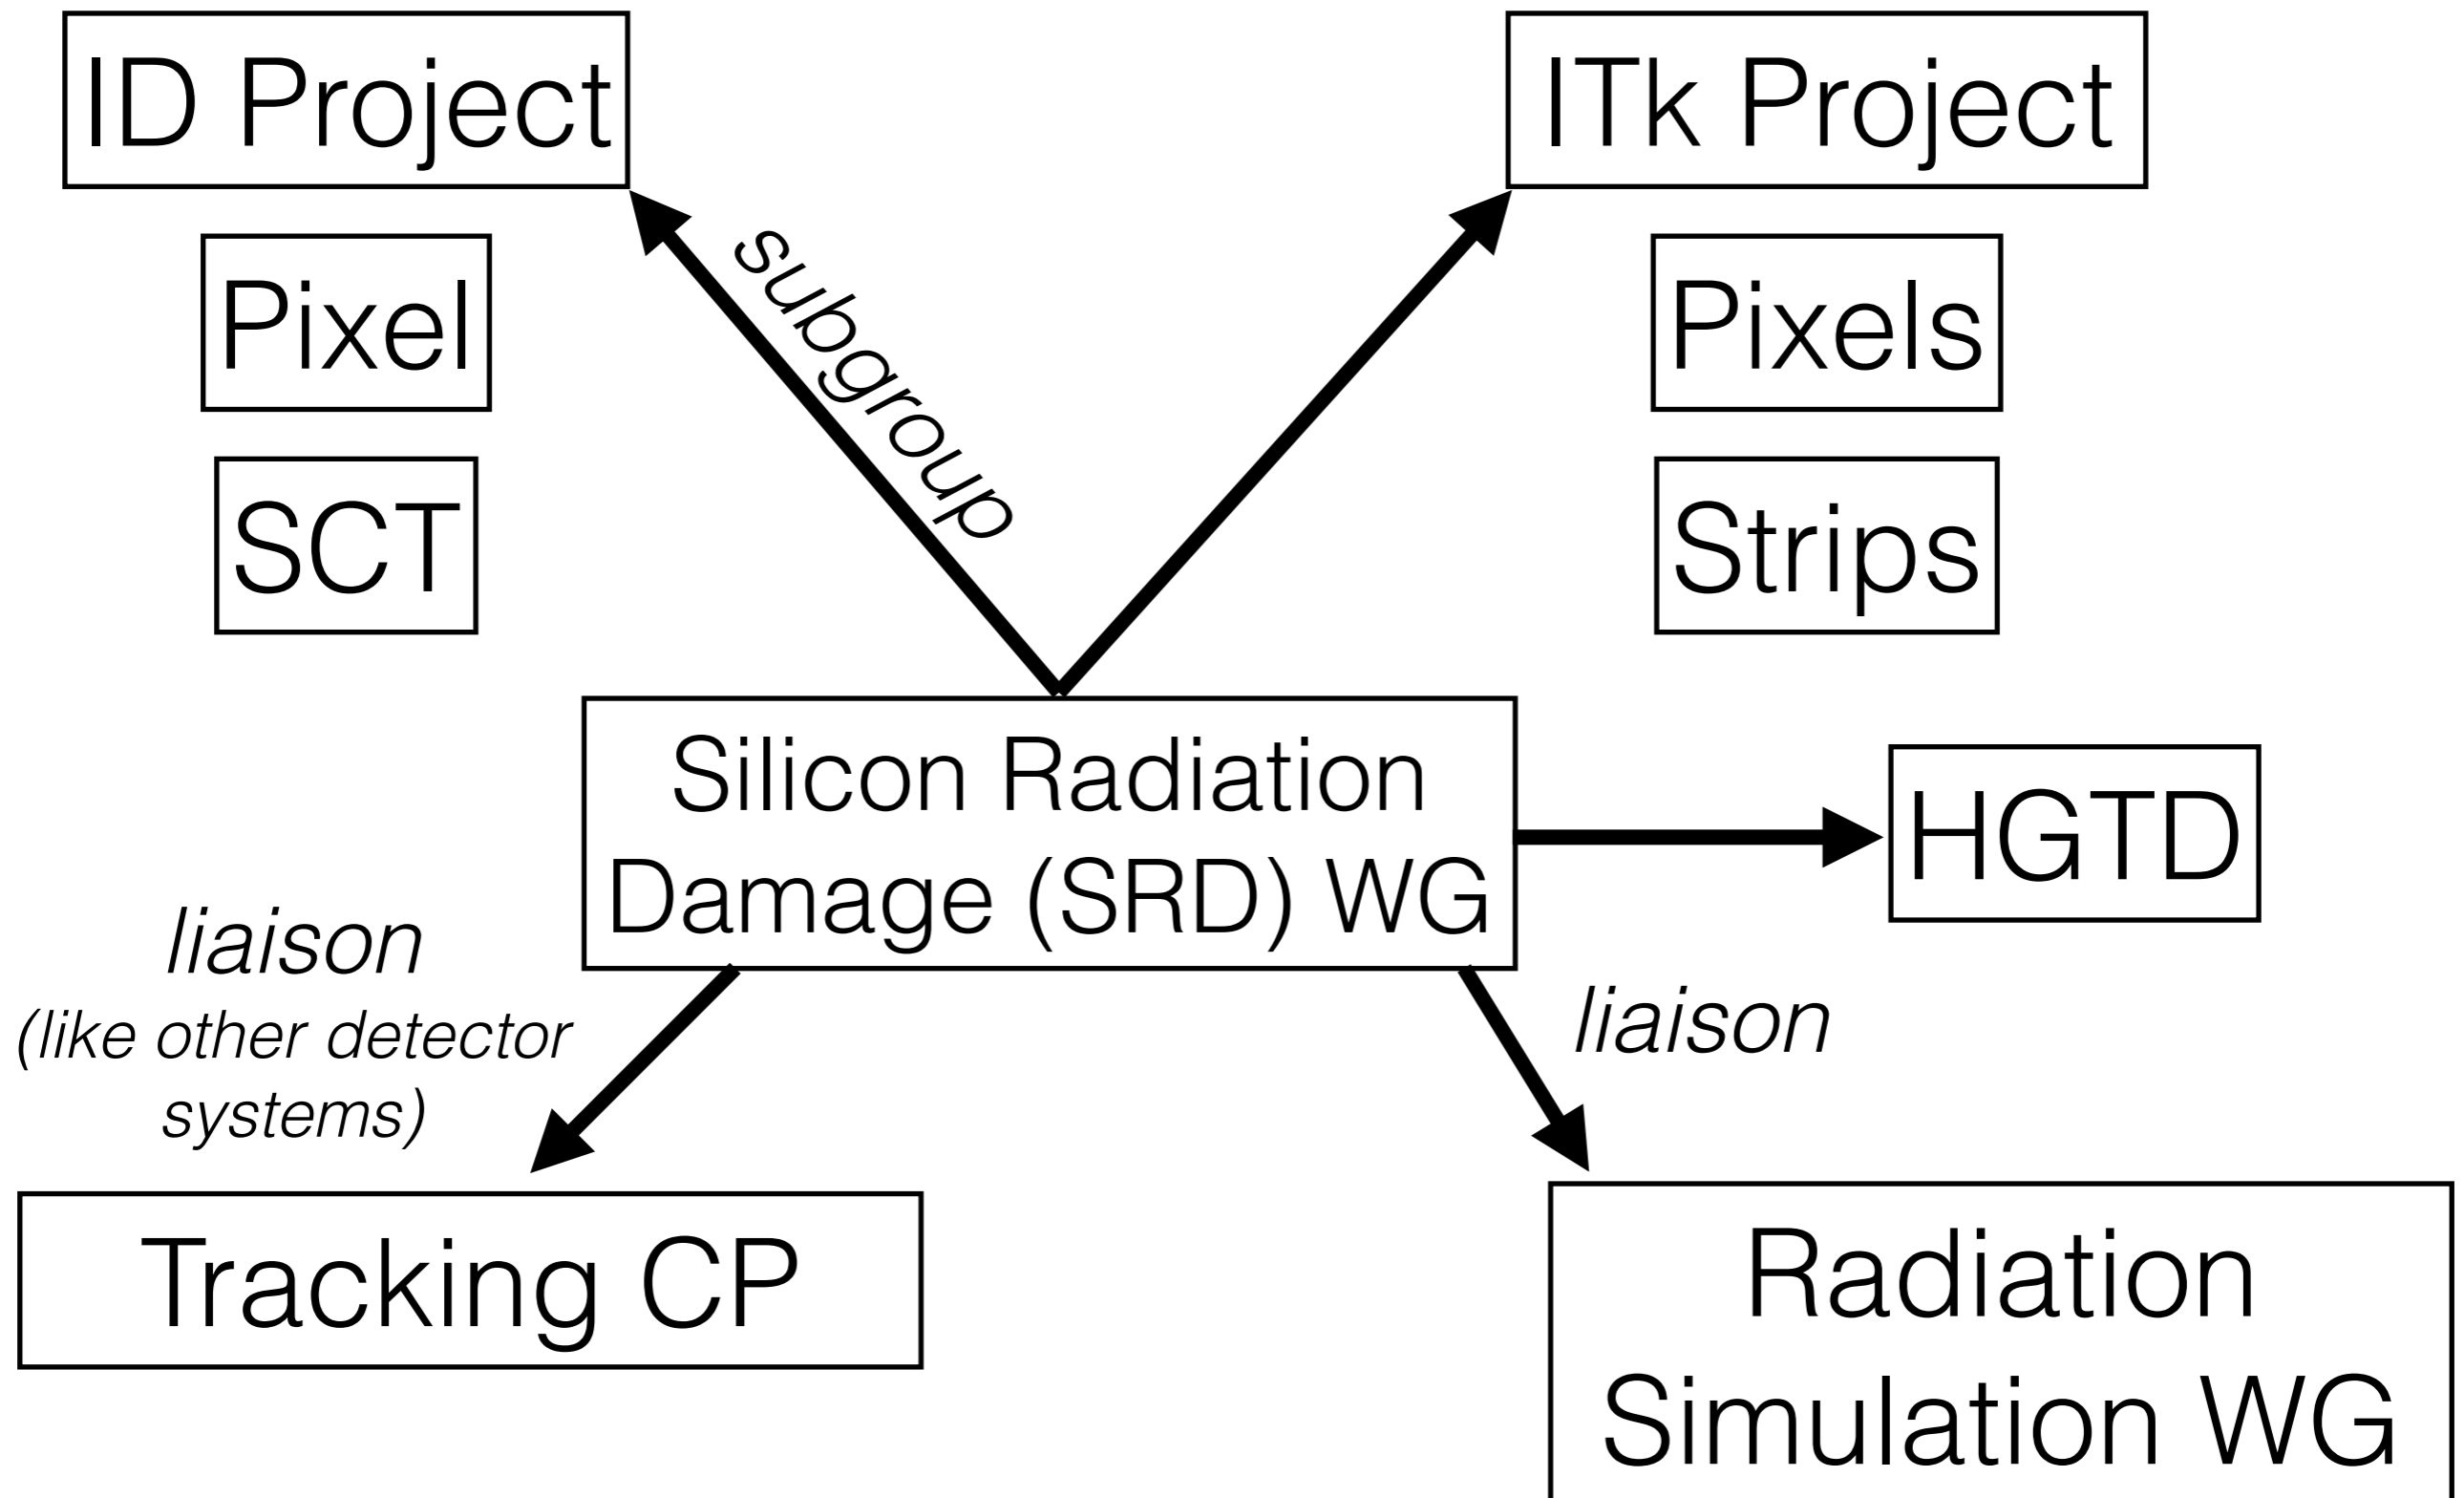 ID Project
ITk Project
Pixel
Pixels
SCT
Strips
subgroup
Silicon Radiation
Damage (SRD) WG
HGTD
liaison
(like other detector
systems)
liaison
Tracking CP
Radiation
Simulation WG